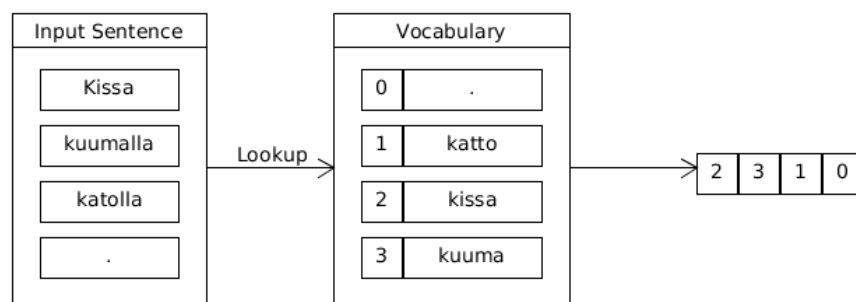 Input Sentence
Kissa
kuumalla
katolla
.
Lookup
Vocabulary
0 .
1 katto
2 kissa
3 kuuma
2 3 1 0